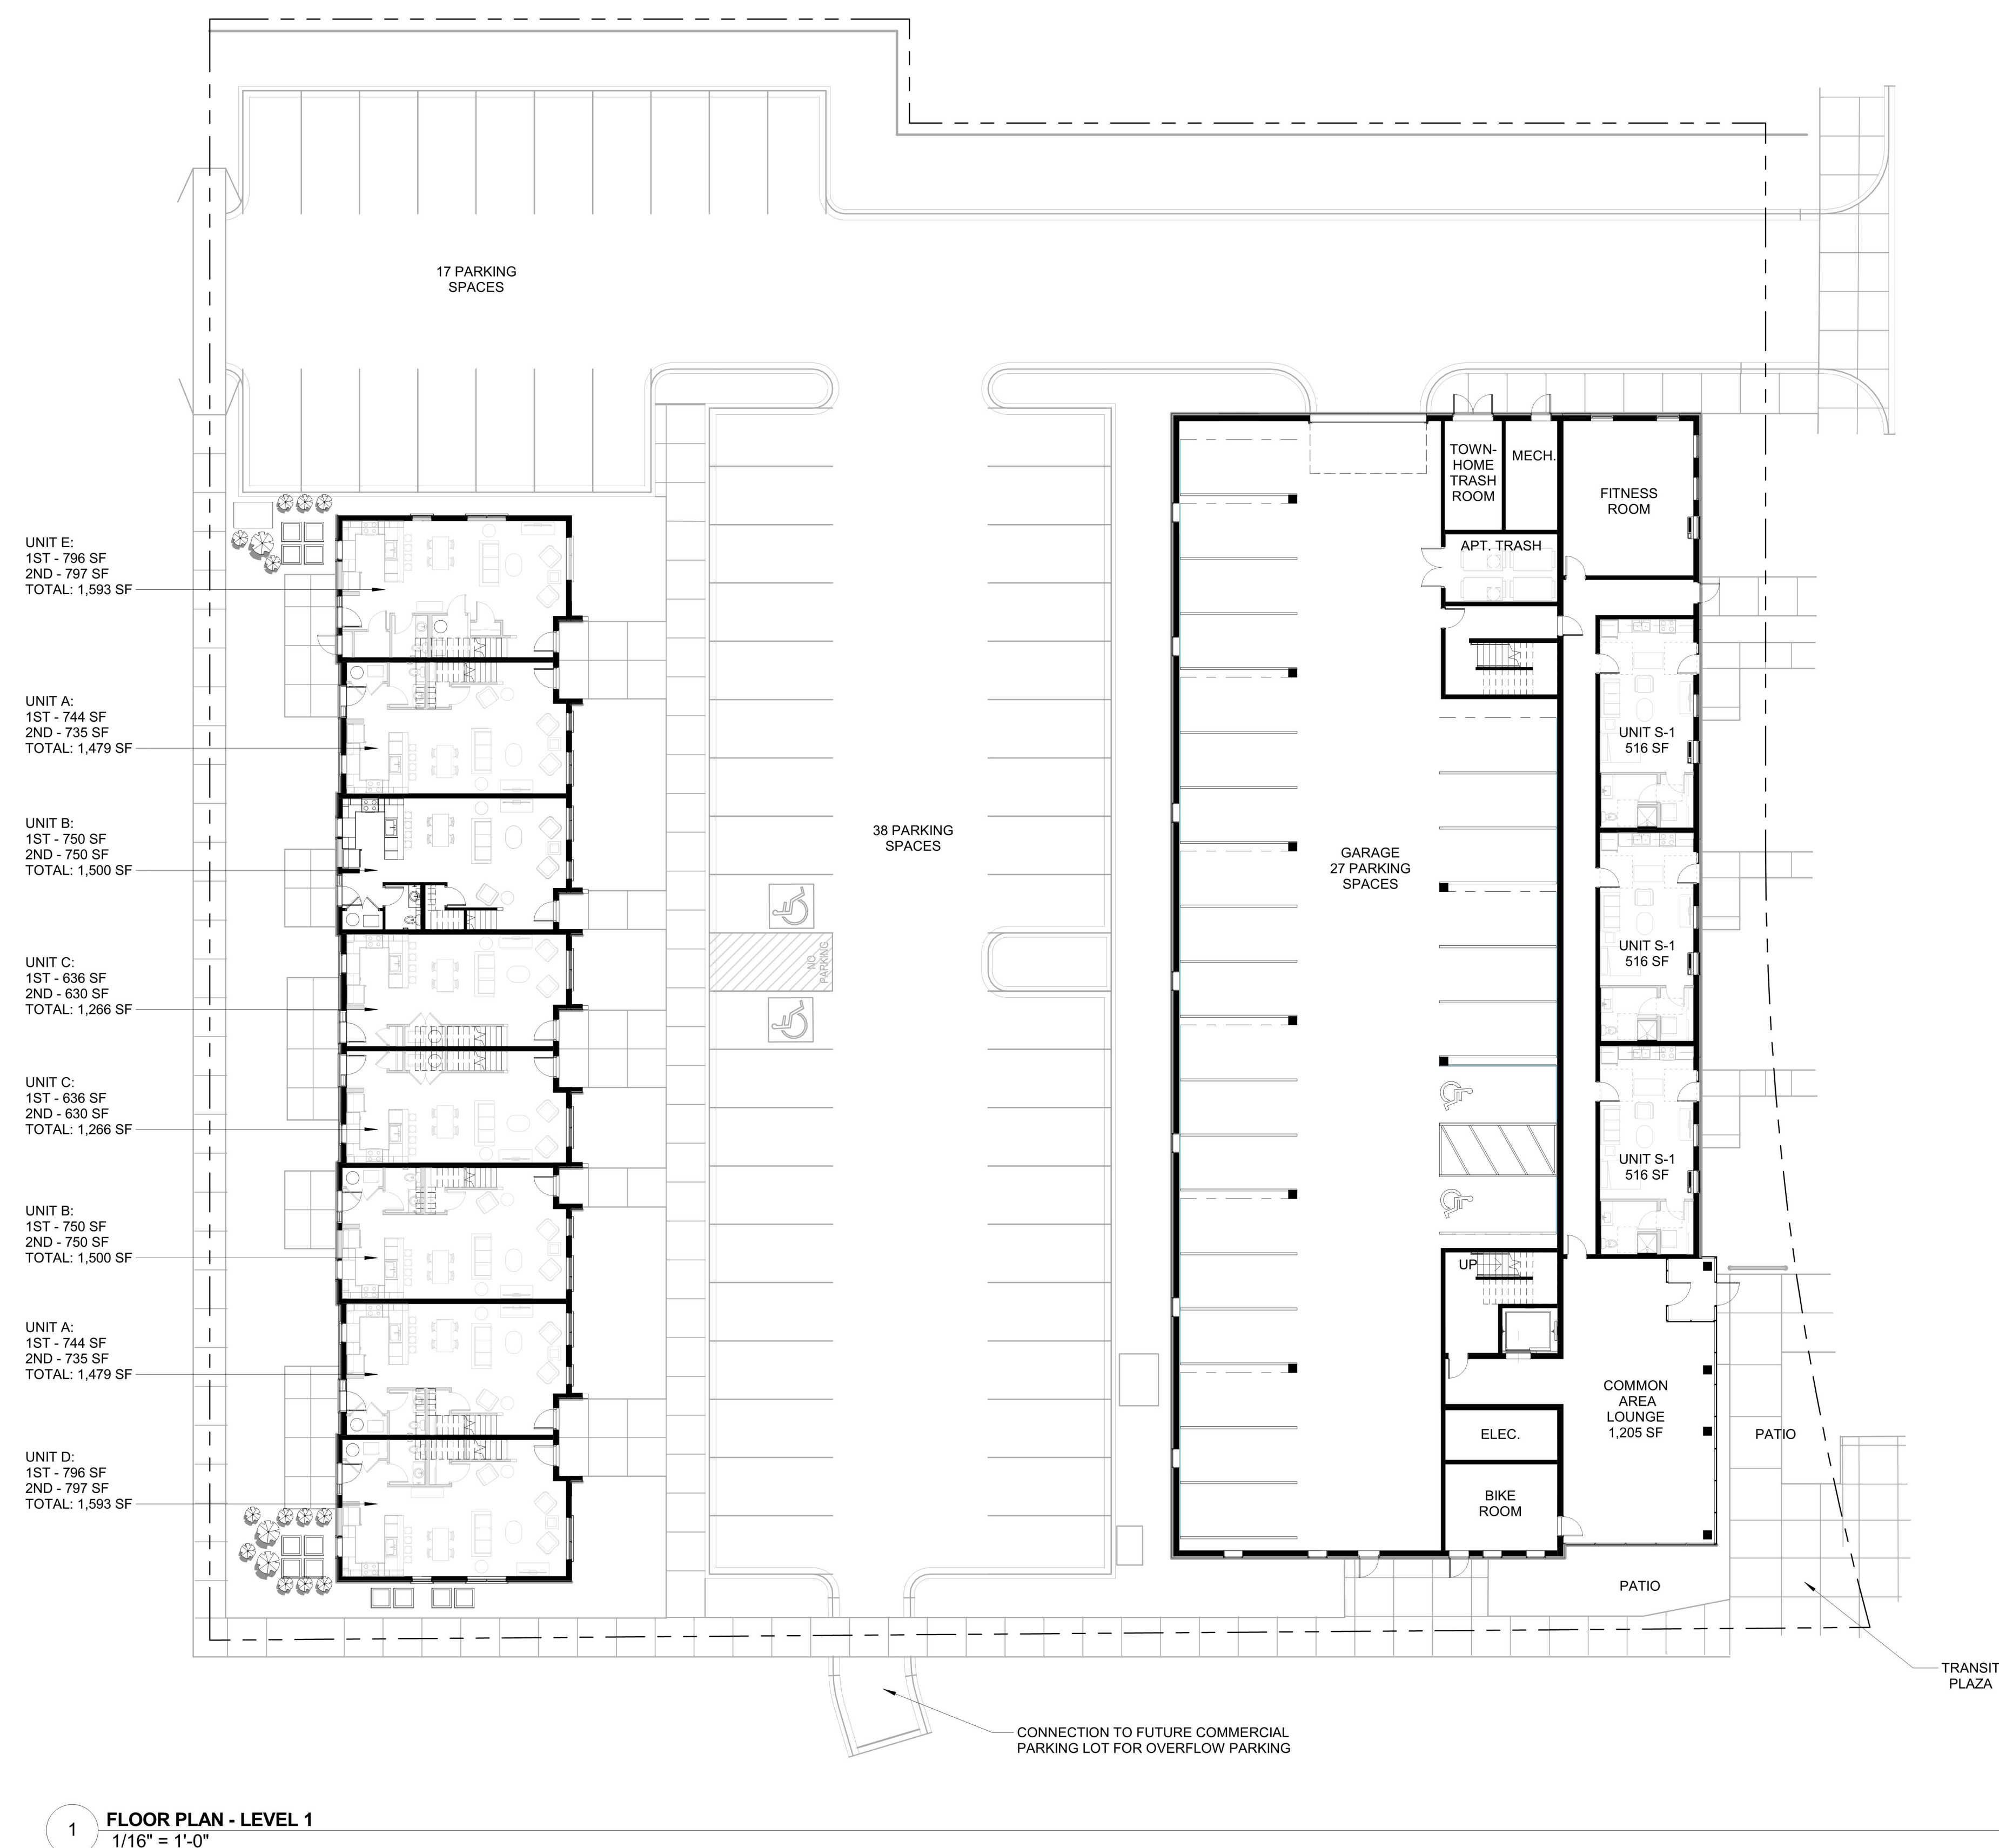 17 PARKING
SPACES
TOWN-
HOME
TRASH
ROOM
MECH.
FITNESS
ROOM
APT. TRASH
UNIT E:
1ST - 796 SF
2ND - 797 SF
TOTAL: 1,593 SF
UNIT A:
1ST - 744 SF
2ND - 735 SF
TOTAL: 1,479 SF
UNIT B:
1ST - 750 SF
2ND - 750 SF
TOTAL: 1,500 SF
UNIT C:
1ST - 636 SF
2ND - 630 SF
TOTAL: 1,266 SF
UNIT C:
1ST - 636 SF
2ND - 630 SF
TOTAL: 1,266 SF
UNIT B:
1ST - 750 SF
2ND - 750 SF
TOTAL: 1,500 SF
UNIT A:
1ST - 744 SF
2ND - 735 SF
TOTAL: 1,479 SF
UNIT D:
1ST - 796 SF
2ND - 797 SF
TOTAL: 1,593 SF
38 PARKING
SPACES
NO
PARKING
GARAGE
27 PARKING
SPACES
UNIT S-1
516 SF
UNIT S-1
516 SF
UNIT S-1
516 SF
UP
COMMON
AREA
LOUNGE
1,205 SF
ELEC.
BIKE
ROOM
PATIO
PATIO
TRANSIT
PLAZA
CONNECTION TO FUTURE COMMERCIAL
PARKING LOT FOR OVERFLOW PARKING
1
FLOOR PLAN - LEVEL 1
1/16" = 1'-0"